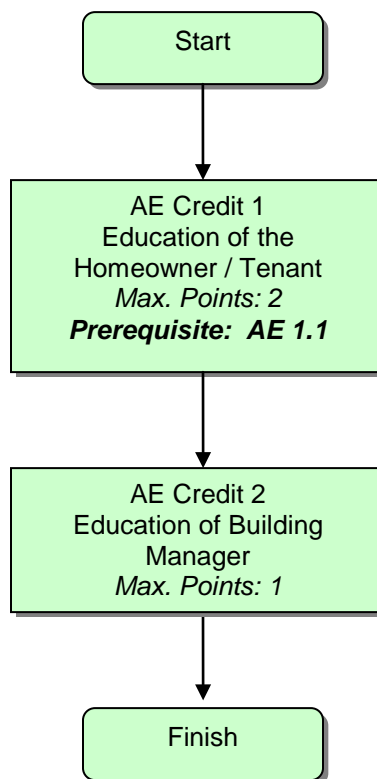 Start
AE Credit 1
Education of the
Homeowner / Tenant
Max. Points: 2
Prerequisite: AE 1.1
AE Credit 2
Education of Building
Manager
Max. Points: 1
Finish